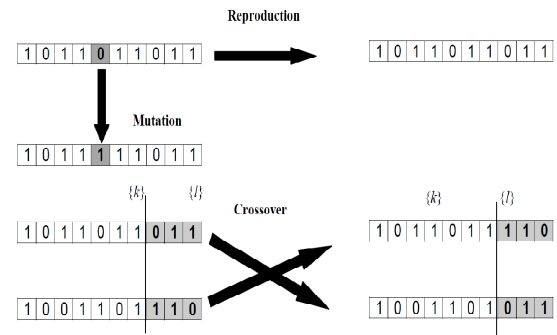 Reproduction
1 0 1 1 0 1 1 0 1 1
1 0 1 1 0 1 1 0 1 1
Mutation
1 0 1 1 1 1 1 0 1 1
{k} {l}
Crossover
{k} {l}
1 0 1 1 0 1 1 0 1 1
1 0 1 1 0 1 1 1 1 0
1 0 0 1 1 0 1 1 1 0
1 0 0 1 1 0 1 0 1 1